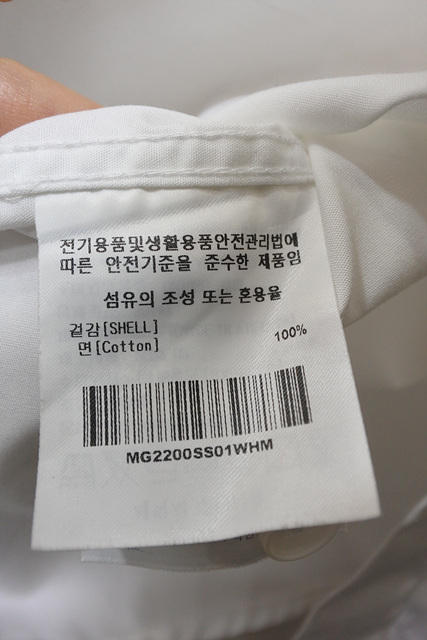 전기용품및생활용품안전관리법에
따른 안전기준을 준수한 제품임
섬유의 조성 또는 혼용율
겉감[SHELL]
면[Cotton] 100%
MG2200SS01WHM